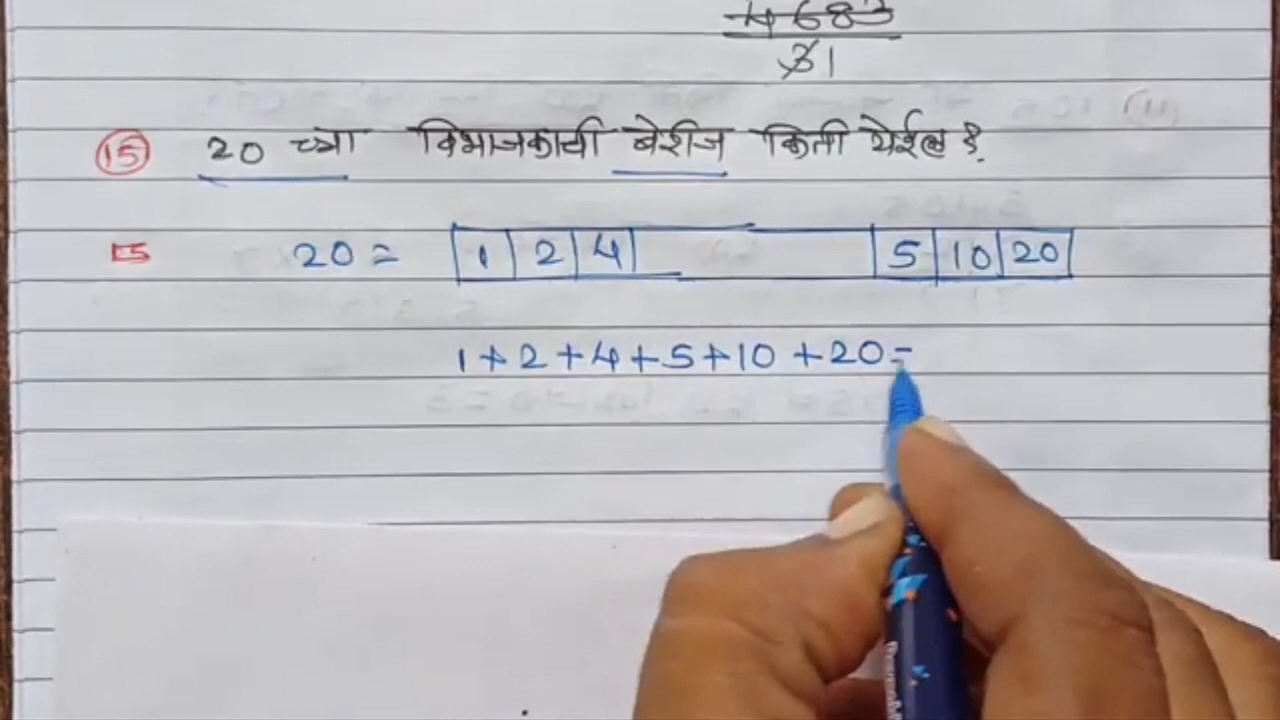 4683
31
15 20 च्या विभाजकाची बेरीज किती येईल ?
15 20 = 1 2 4 5 10 20
1 + 2 + 4 + 5 + 10 + 20 =